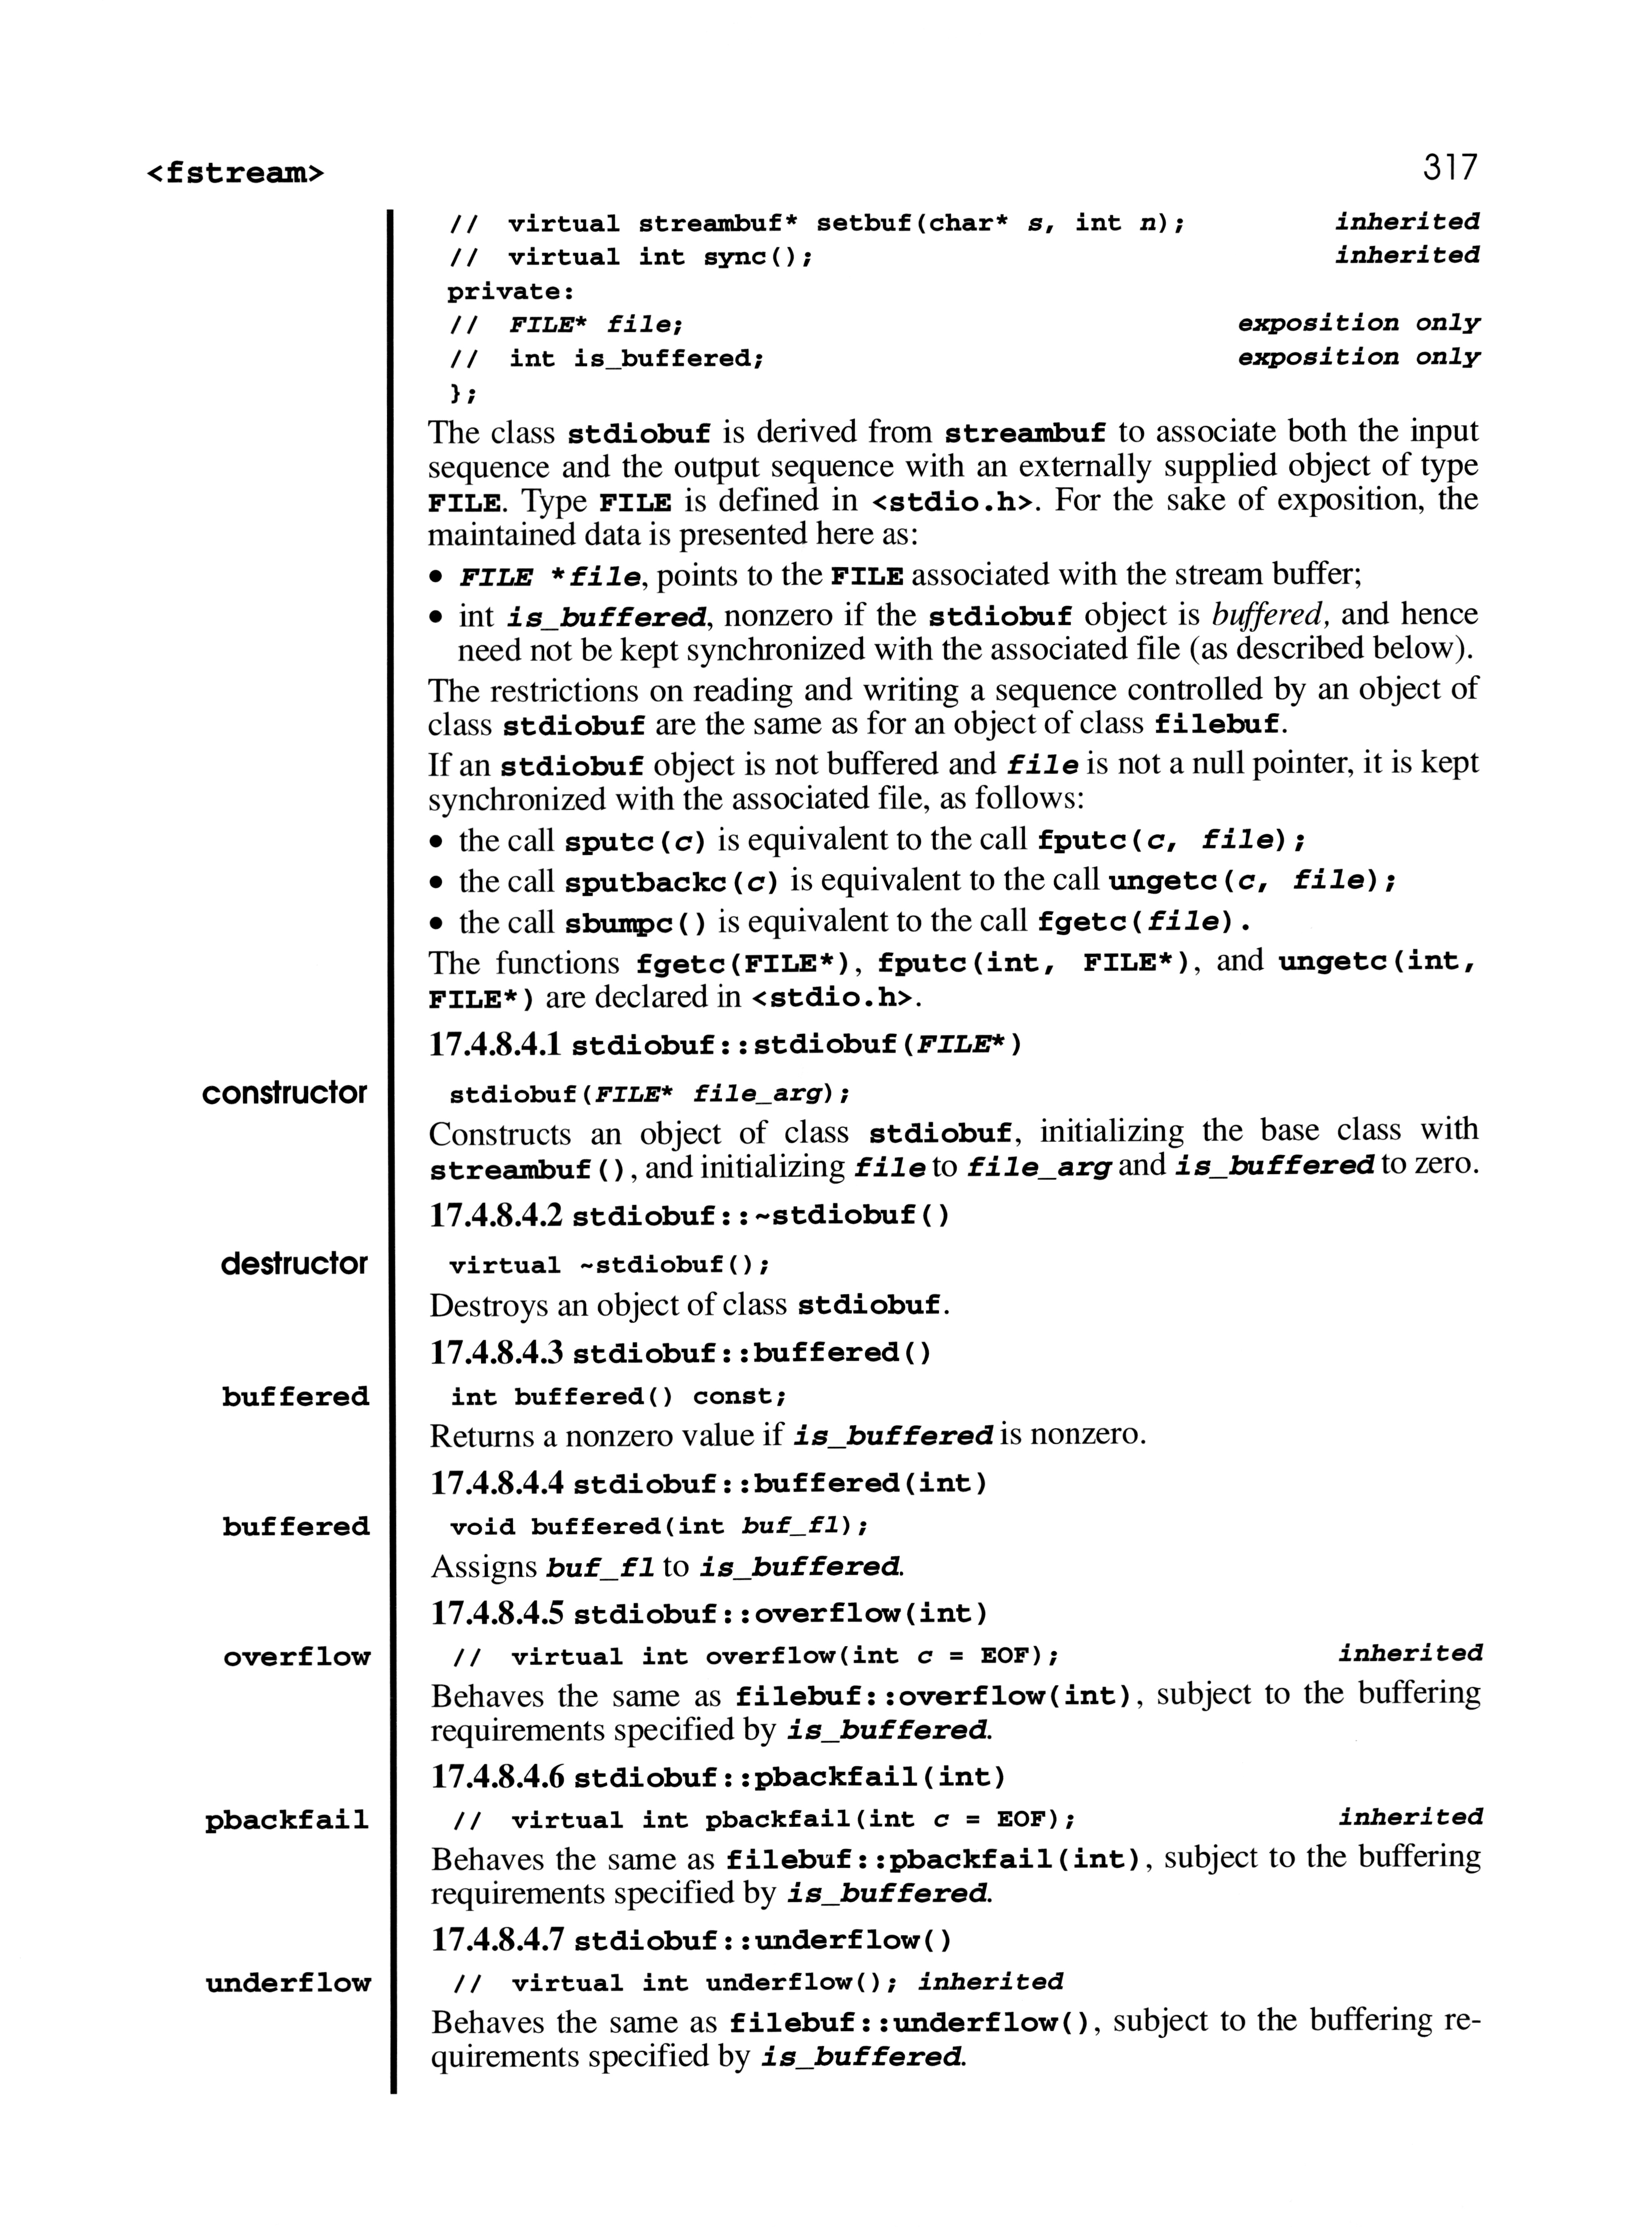 <fstream> 317
// virtual streambuf* setbuf(char* s, int n); inherited
// virtual int sync(); inherited
private:
// FILE* file; exposition only
// int is_buffered; exposition only
};
The class stdiobuf is derived from streambuf to associate both the input
sequence and the output sequence with an externally supplied object of type
FILE. Type FILE is defined in <stdio.h>. For the sake of exposition, the
maintained data is presented here as:
• FILE *file, points to the FILE associated with the stream buffer;
• int is_buffered, nonzero if the stdiobuf object is buffered, and hence
need not be kept synchronized with the associated file (as described below).
The restrictions on reading and writing a sequence controlled by an object of
class stdiobuf are the same as for an object of class filebuf.
If an stdiobuf object is not buffered and file is not a null pointer, it is kept
synchronized with the associated file, as follows:
• the call sputc(c) is equivalent to the call fputc(c, file);
• the call sputbackc(c) is equivalent to the call ungetc(c, file);
• the call sbumpc() is equivalent to the call fgetc(file).
The functions fgetc(FILE*), fputc(int, FILE*), and ungetc(int,
FILE*) are declared in <stdio.h>.
17.4.8.4.1 stdiobuf::stdiobuf(FILE*)
constructor stdiobuf(FILE* file_arg);
Constructs an object of class stdiobuf, initializing the base class with
streambuf(), and initializing file to file_arg and is_buffered to zero.
17.4.8.4.2 stdiobuf::~stdiobuf()
destructor virtual ~stdiobuf();
Destroys an object of class stdiobuf.
17.4.8.4.3 stdiobuf::buffered()
buffered int buffered() const;
Returns a nonzero value if is_buffered is nonzero.
17.4.8.4.4 stdiobuf::buffered(int)
buffered void buffered(int buf_fl);
Assigns buf_fl to is_buffered.
17.4.8.4.5 stdiobuf::overflow(int)
overflow // virtual int overflow(int c = EOF); inherited
Behaves the same as filebuf::overflow(int), subject to the buffering
requirements specified by is_buffered.
17.4.8.4.6 stdiobuf::pbackfail(int)
pbackfail // virtual int pbackfail(int c = EOF); inherited
Behaves the same as filebuf::pbackfail(int), subject to the buffering
requirements specified by is_buffered.
17.4.8.4.7 stdiobuf::underflow()
underflow // virtual int underflow(); inherited
Behaves the same as filebuf::underflow(), subject to the buffering re-
quirements specified by is_buffered.